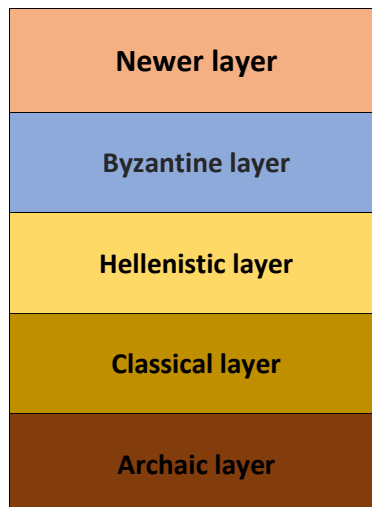 Newer layer
Byzantine layer
Hellenistic layer
Classical layer
Archaic layer